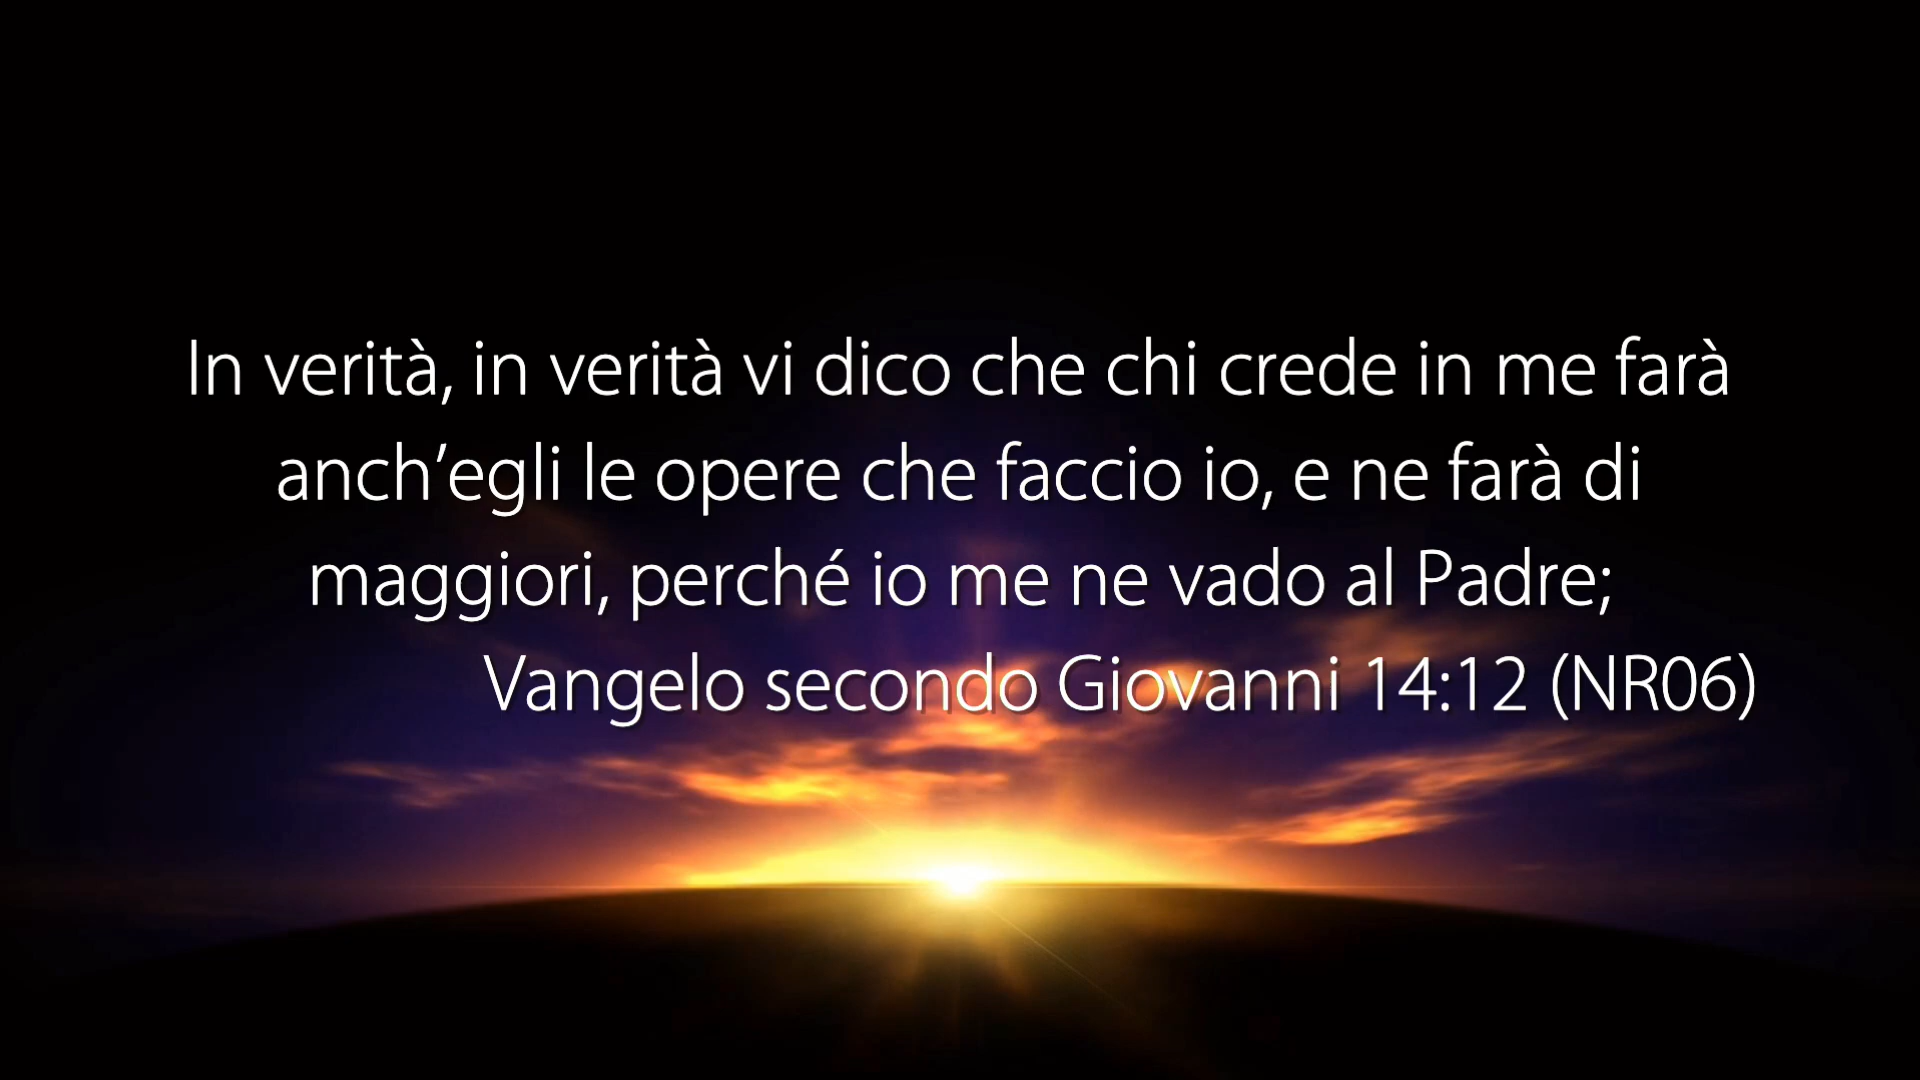 In verità, in verità vi dico che chi crede in me farà
anch’egli le opere che faccio io, e ne farà di
maggiori, perché io me ne vado al Padre;
Vangelo secondo Giovanni 14:12 (NR06)